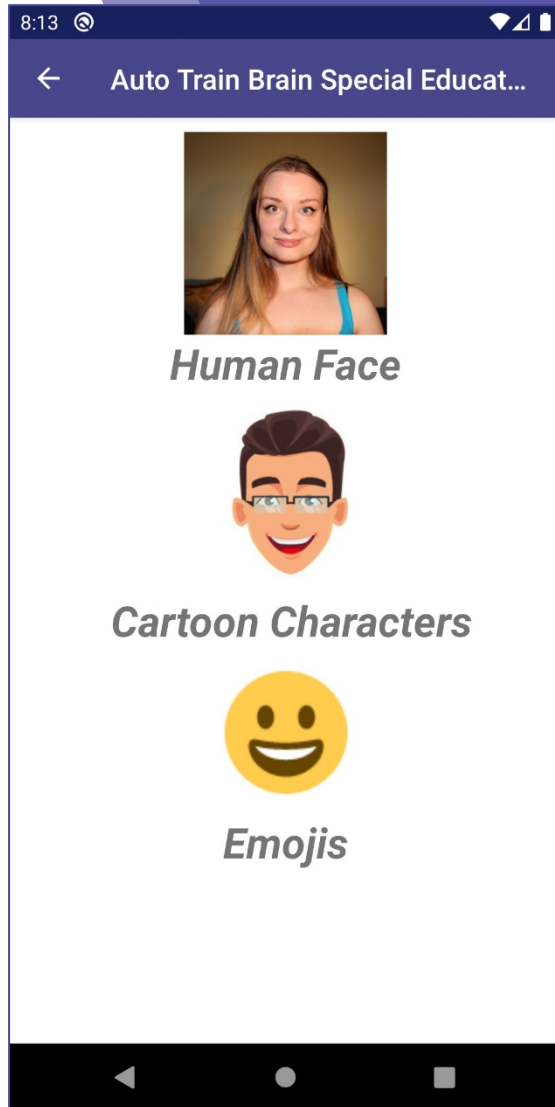 8:13
Auto Train Brain Special Educat...
Human Face
Cartoon Characters
Emojis